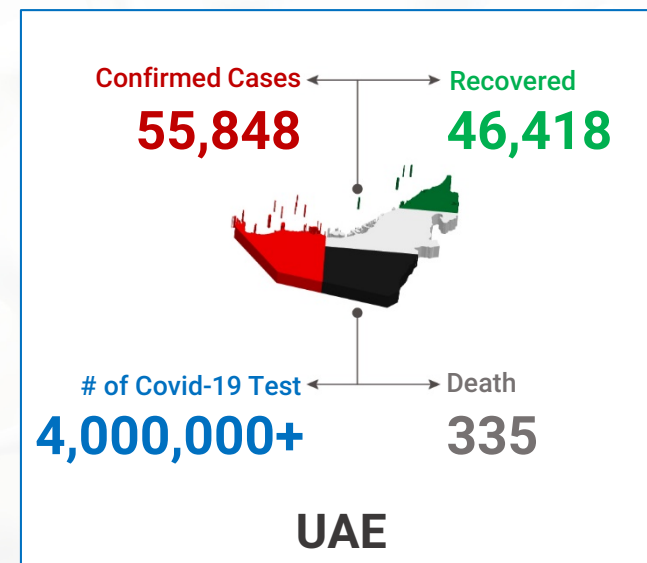 Confirmed Cases
55,848
Recovered
46,418
# of Covid-19 Test
4,000,000+
Death
335
UAE